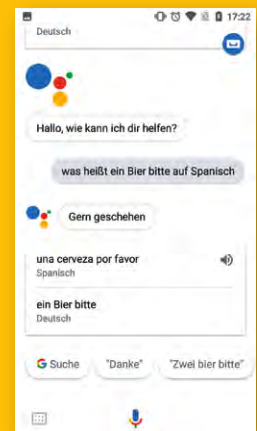 17:22
Deutsch
Hallo, wie kann ich dir helfen?
was heißt ein Bier bitte auf Spanisch
Gern geschehen
una cerveza por favor
Spanisch
ein Bier bitte
Deutsch
G Suche "Danke" "Zwei bier bitte"